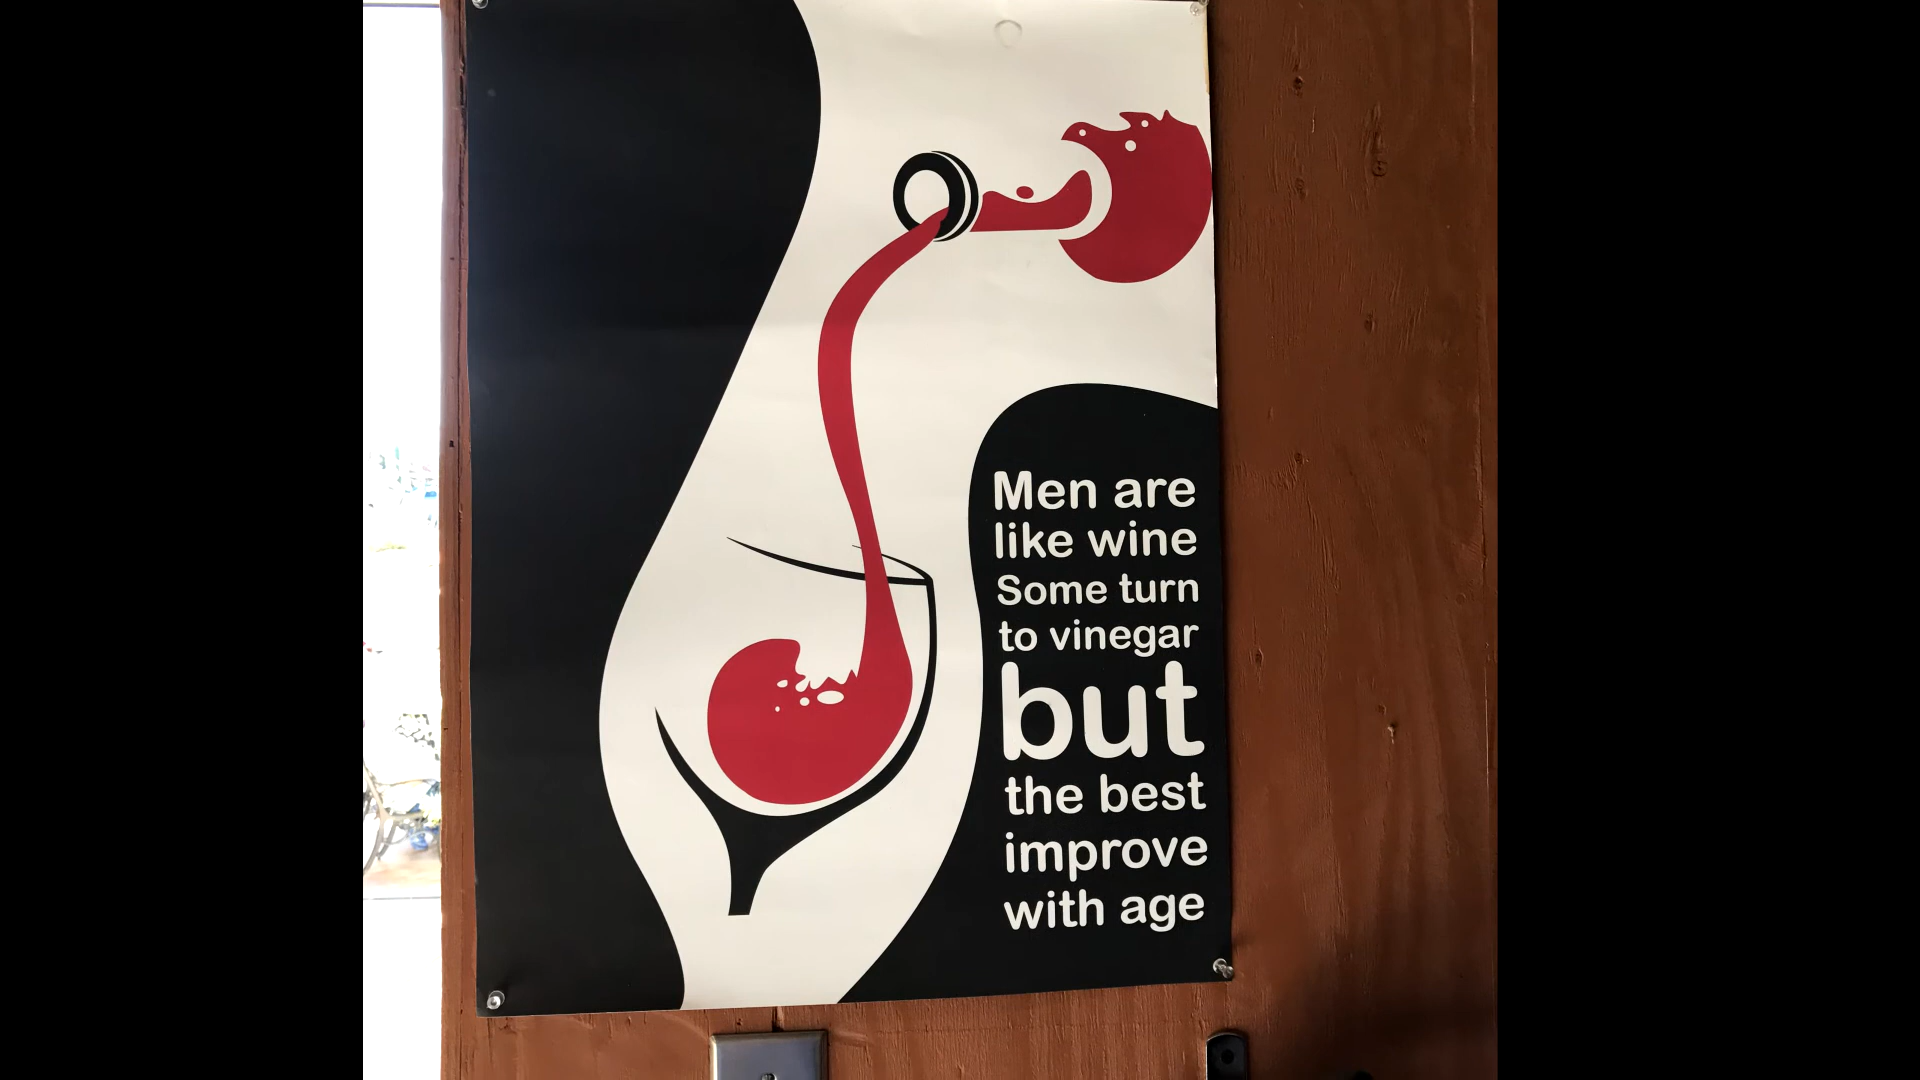 Men are
like wine
Some turn
to vinegar
but
the best
improve
with age